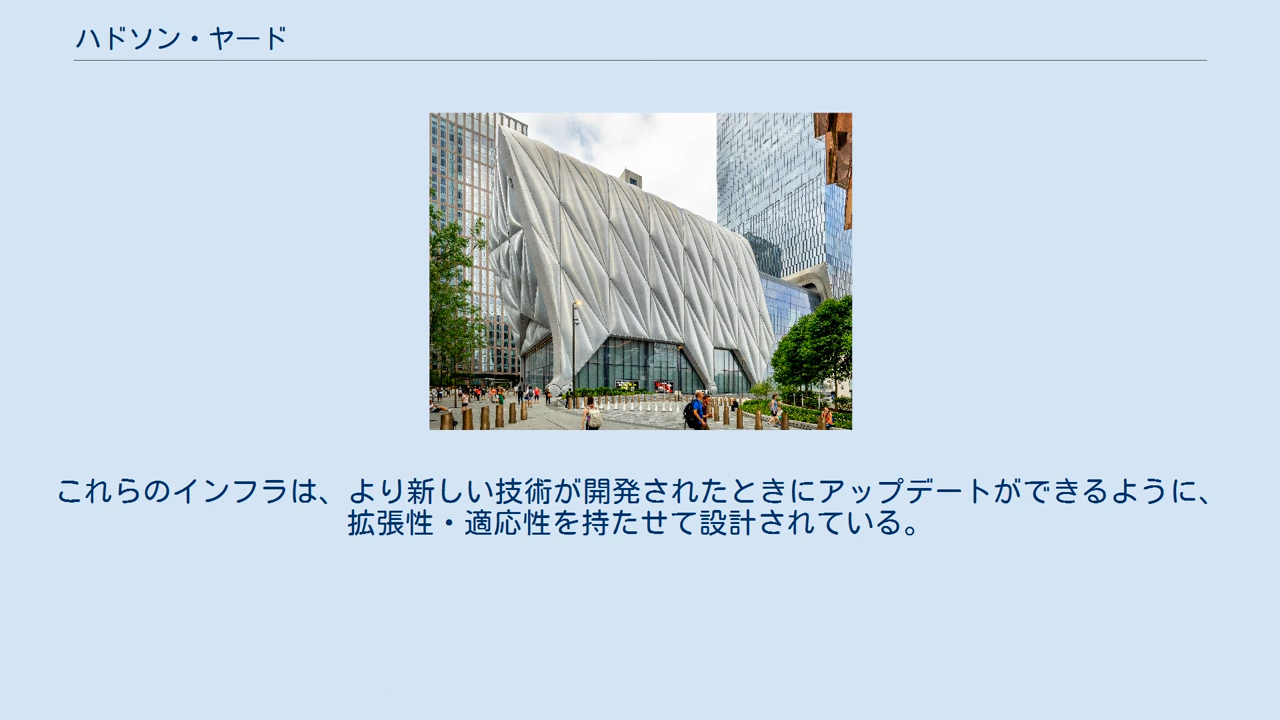 ハドソン・ヤード
これらのインフラは、より新しい技術が開発されたときにアップデートができるように、
拡張性・適応性を持たせて設計されている。